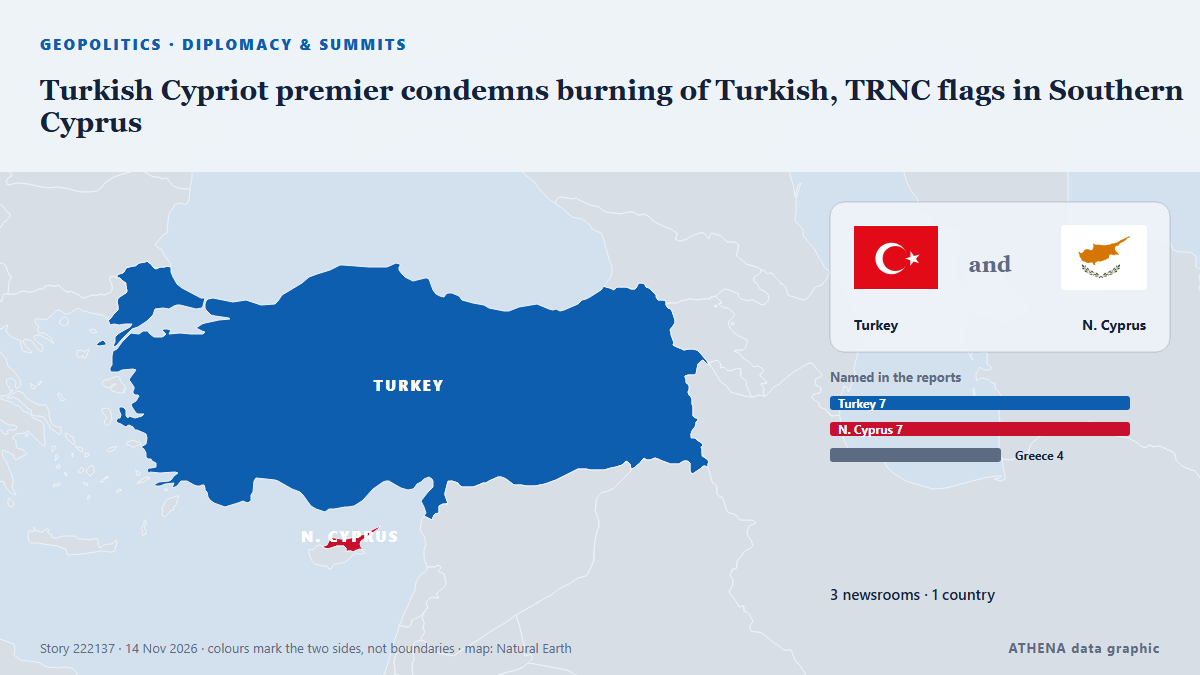 GEOPOLITICS · DIPLOMACY & SUMMITS
Turkish Cypriot premier condemns burning of Turkish, TRNC flags in Southern
Cyprus
and
Turkey
N. Cyprus
Named in the reports
Turkey 7
N. Cyprus 7
Greece 4
TURKEY
N. CYPRUS
3 newsrooms · 1 country
Story 222137 · 14 Nov 2026 · colours mark the two sides, not boundaries · map: Natural Earth
ATHENA data graphic